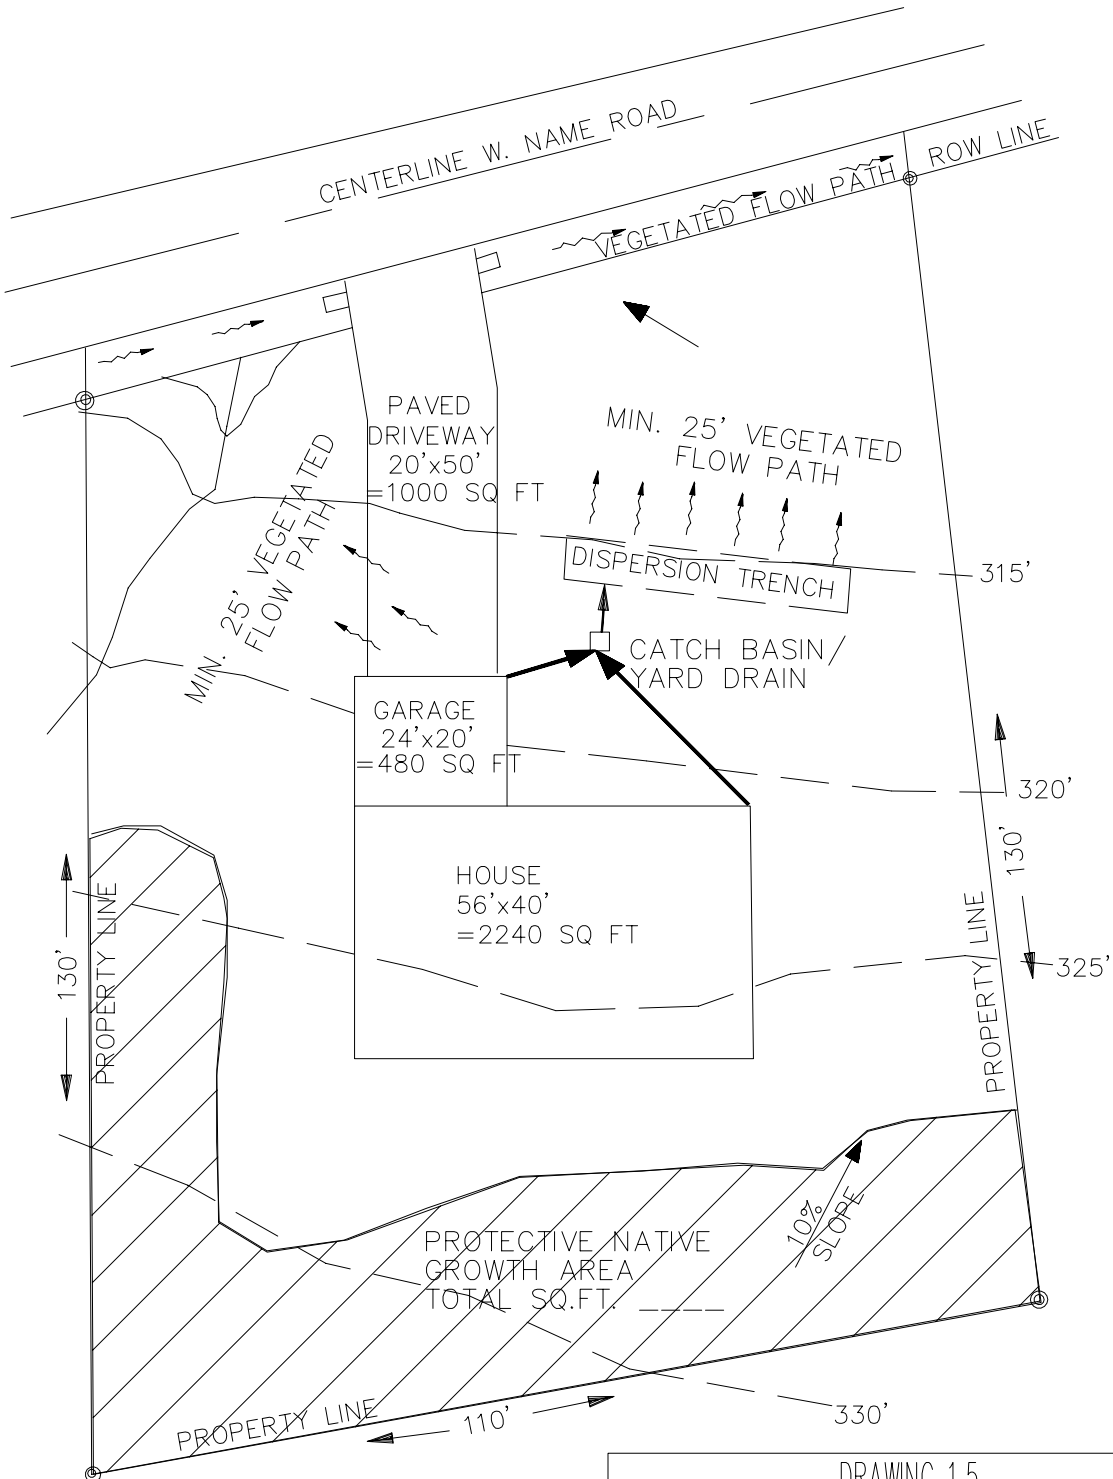 CENTERLINE W. NAME ROAD
ROW LINE
VEGETATED FLOW PATH
PAVED
DRIVEWAY
20'x50'
=1000 SQ FT
MIN. 25' VEGETATED
FLOW PATH
MIN. 25' VEGETATED
FLOW PATH
DISPERSION TRENCH
315'
CATCH BASIN/
YARD DRAIN
GARAGE
24'x20'
=480 SQ FT
320'
130'
HOUSE
56'x40'
=2240 SQ FT
PROPERTY LINE
130'
PROPERTY LINE
325'
10%
SLOPE
PROTECTIVE NATIVE
GROWTH AREA
TOTAL SQ.FT. ____
PROPERTY LINE
110'
330'
DRAWING 1.5